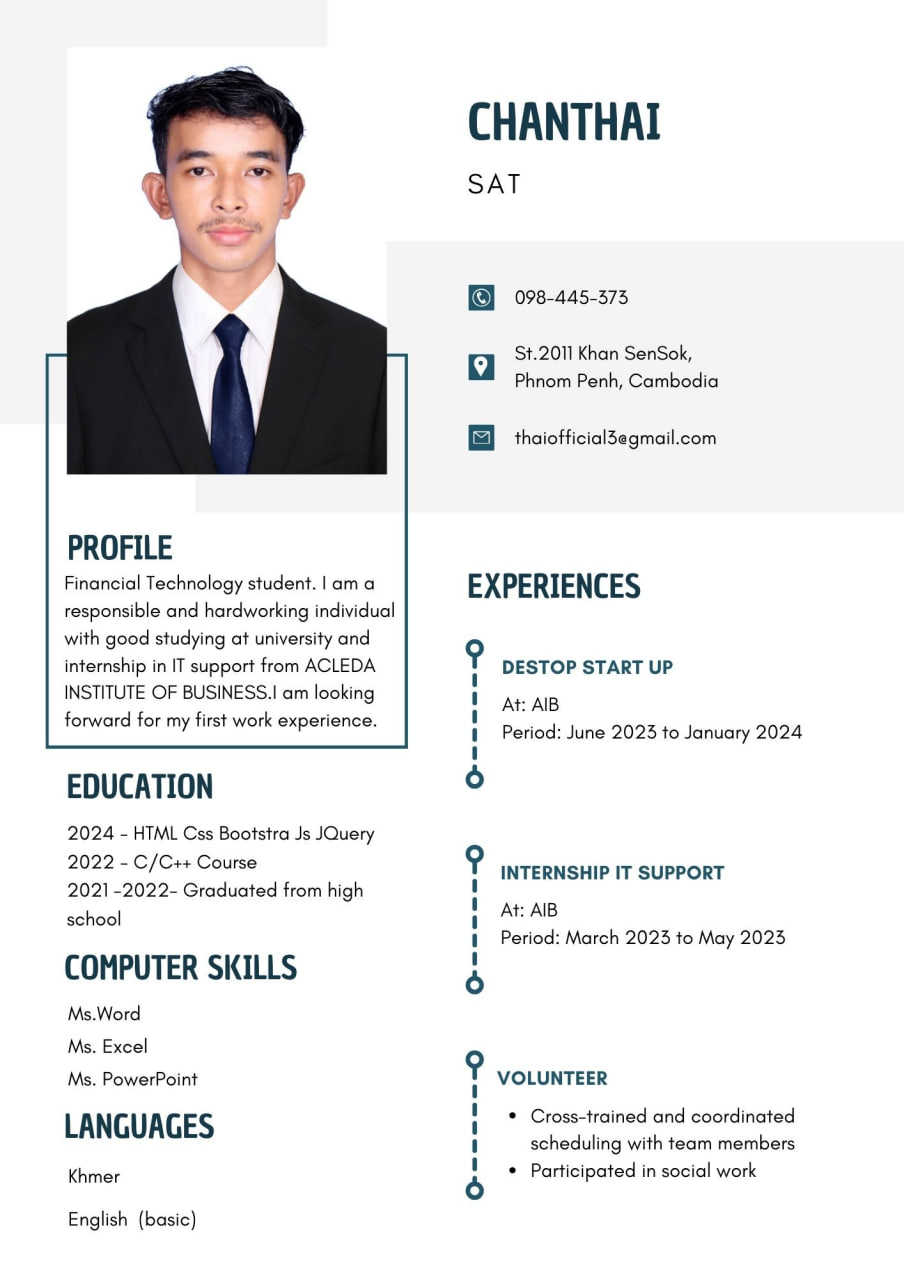 CHANTHAI
SAT
098-445-373
St.2011 Khan SenSok,
Phnom Penh, Cambodia
thaiofficial3@gmail.com
PROFILE
Financial Technology student. I am a
responsible and hardworking individual
with good studying at university and
internship in IT support from ACLEDA
INSTITUTE OF BUSINESS.I am looking
forward for my first work experience.
EDUCATION
2024 - HTML Css Bootstra Js JQuery
2022 - C/C++ Course
2021 -2022- Graduated from high
school
COMPUTER SKILLS
Ms.Word
Ms. Excel
Ms. PowerPoint
LANGUAGES
Khmer
English (basic)
EXPERIENCES
DESTOP START UP
At: AIB
Period: June 2023 to January 2024
INTERNSHIP IT SUPPORT
At: AIB
Period: March 2023 to May 2023
VOLUNTEER
• Cross-trained and coordinated
scheduling with team members
• Participated in social work